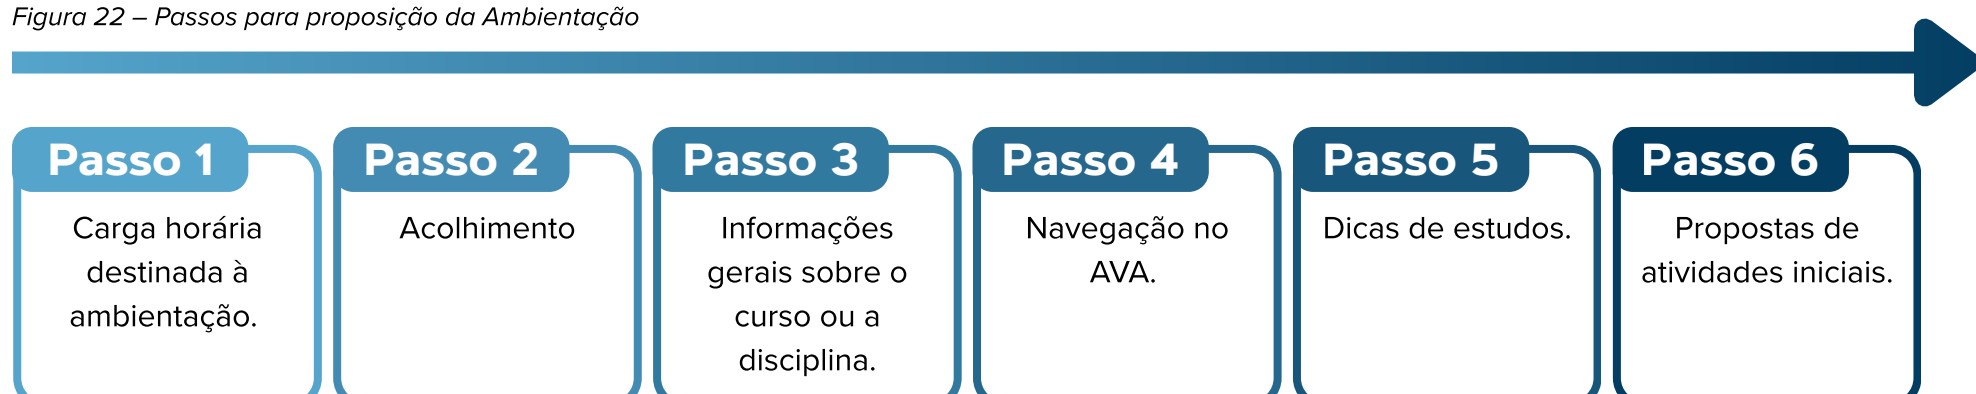 Figura 22 – Passos para proposição da Ambientação
Passo 1
Carga horária
destinada à
ambientação.
Passo 2
Acolhimento
Passo 3
Informações
gerais sobre o
curso ou a
disciplina.
Passo 4
Navegação no
AVA.
Passo 5
Dicas de estudos.
Passo 6
Propostas de
atividades iniciais.